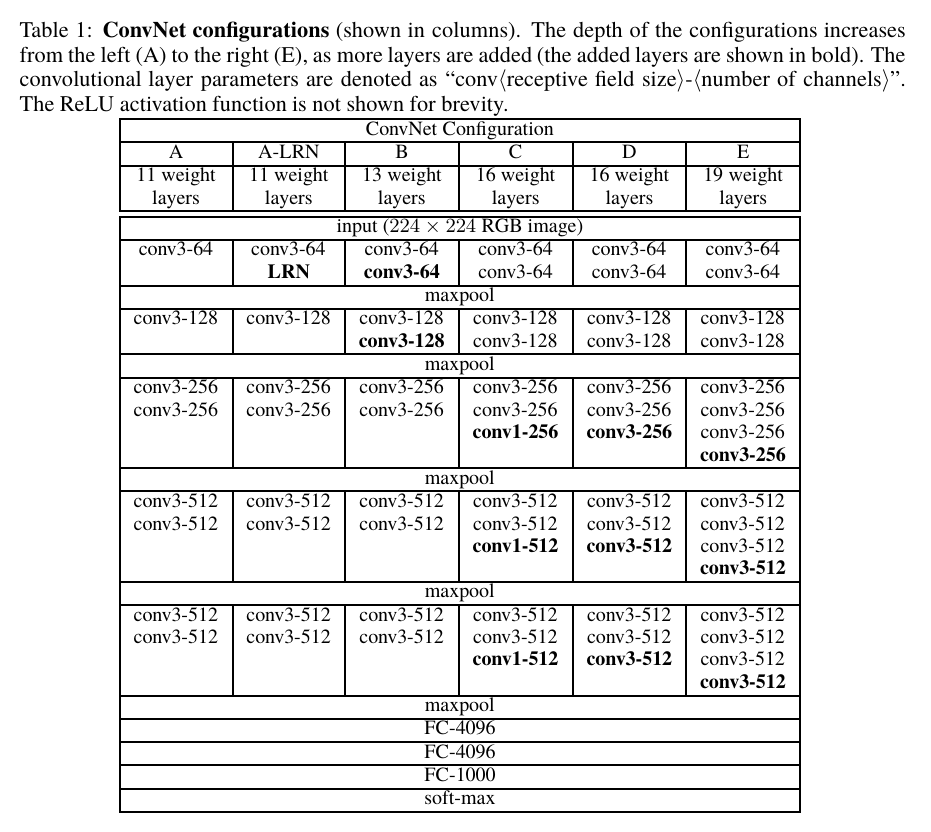 Table 1: ConvNet configurations (shown in columns). The depth of the configurations increases
from the left (A) to the right (E), as more layers are added (the added layers are shown in bold). The
convolutional layer parameters are denoted as “conv⟨receptive field size⟩-⟨number of channels⟩”.
The ReLU activation function is not shown for brevity.
ConvNet Configuration
A A-LRN B C D E
11 weight 11 weight 13 weight 16 weight 16 weight 19 weight
layers layers layers layers layers layers
input (224 × 224 RGB image)
conv3-64 conv3-64 conv3-64 conv3-64 conv3-64 conv3-64
LRN conv3-64 conv3-64 conv3-64 conv3-64
maxpool
conv3-128 conv3-128 conv3-128 conv3-128 conv3-128 conv3-128
conv3-128 conv3-128 conv3-128 conv3-128
maxpool
conv3-256 conv3-256 conv3-256 conv3-256 conv3-256 conv3-256
conv3-256 conv3-256 conv3-256 conv3-256 conv3-256 conv3-256
conv1-256 conv3-256 conv3-256
conv3-256
maxpool
conv3-512 conv3-512 conv3-512 conv3-512 conv3-512 conv3-512
conv3-512 conv3-512 conv3-512 conv3-512 conv3-512 conv3-512
conv1-512 conv3-512 conv3-512
conv3-512
maxpool
conv3-512 conv3-512 conv3-512 conv3-512 conv3-512 conv3-512
conv3-512 conv3-512 conv3-512 conv3-512 conv3-512 conv3-512
conv1-512 conv3-512 conv3-512
conv3-512
maxpool
FC-4096
FC-4096
FC-1000
soft-max